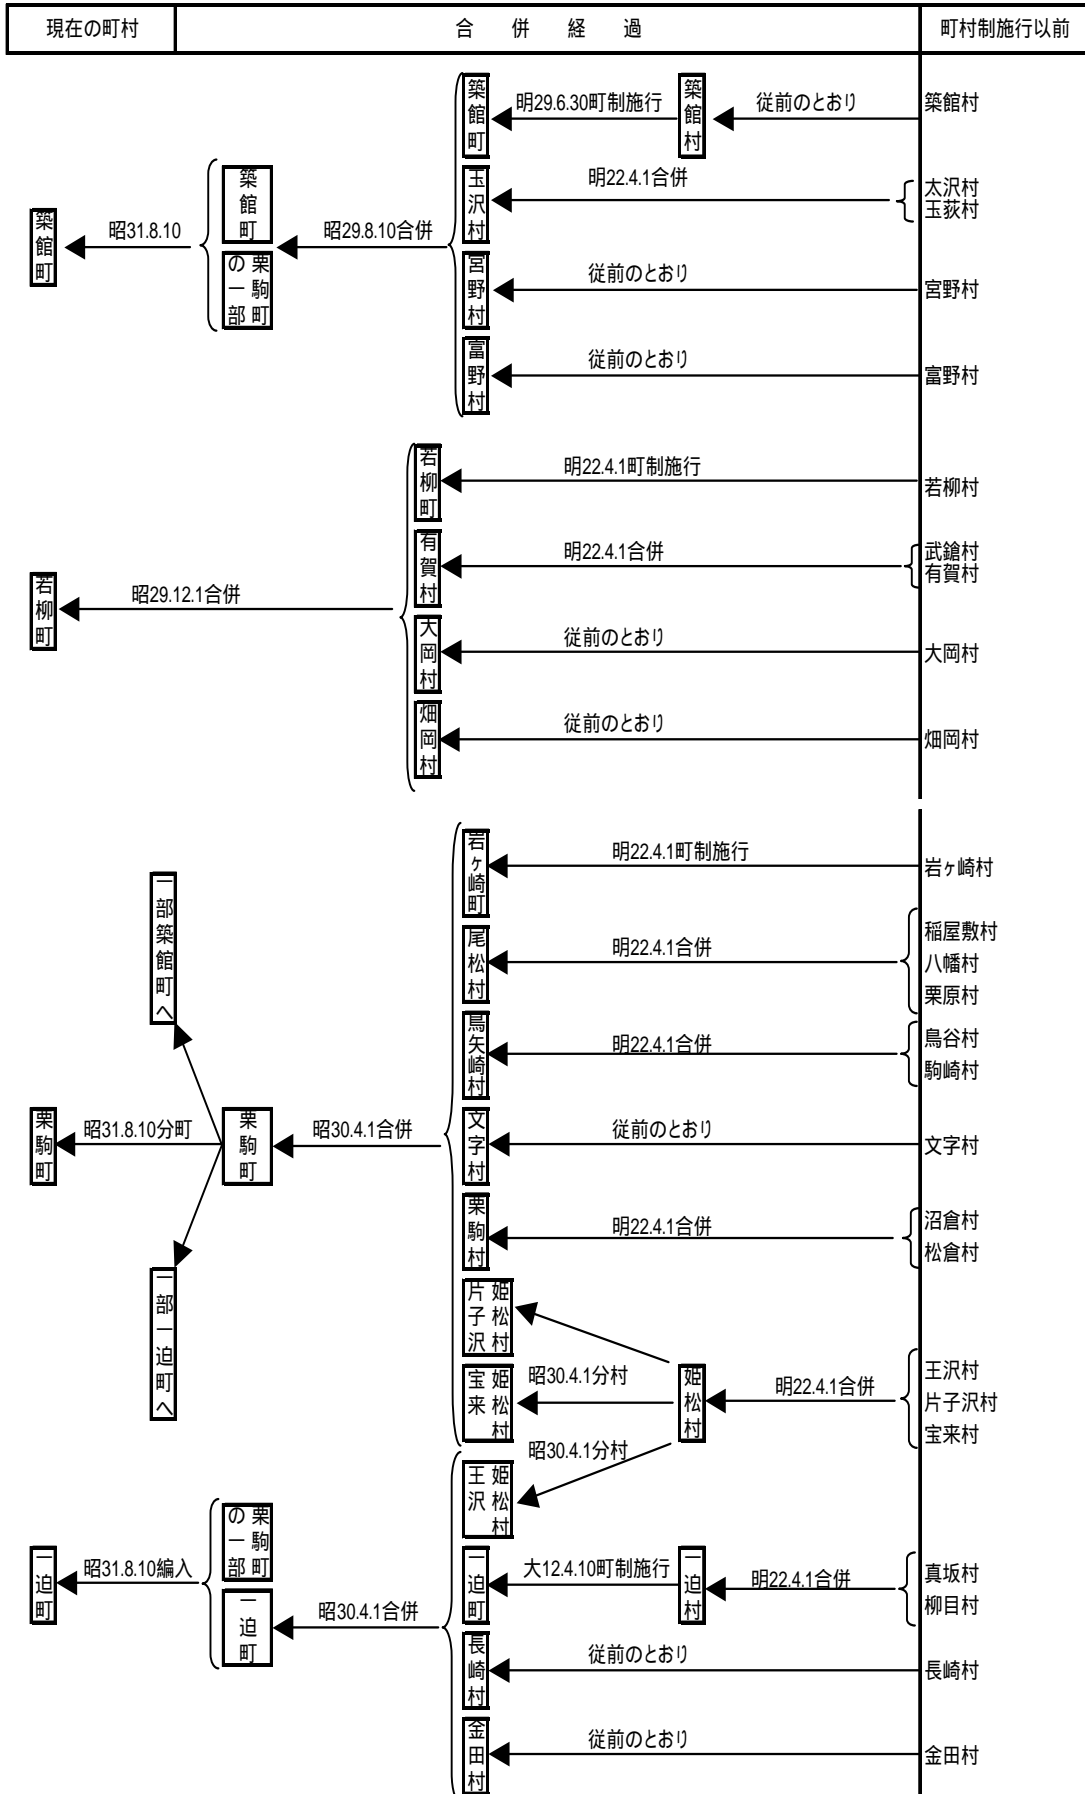 現在の町村
合併経過
町村制施行以前
築館町
明29.6.30町制施行
築館村
従前のとおり
築館村
玉沢村
明22.4.1合併
太沢村
玉荻村
築館町
昭31.8.10
築館町
栗駒町の一部
昭29.8.10合併
宮野村
従前のとおり
宮野村
富野村
従前のとおり
富野村
若柳町
明22.4.1町制施行
若柳村
有賀村
明22.4.1合併
武鎗村
有賀村
若柳町
昭29.12.1合併
大岡村
従前のとおり
大岡村
畑岡村
従前のとおり
畑岡村
岩ヶ崎町
明22.4.1町制施行
岩ヶ崎村
一部築館町へ
尾松村
明22.4.1合併
稲屋敷村
八幡村
栗原村
鳥矢崎村
明22.4.1合併
鳥谷村
駒崎村
栗駒町
昭31.8.10分町
栗駒町
昭30.4.1合併
文字村
従前のとおり
文字村
栗駒村
明22.4.1合併
沼倉村
松倉村
一部一迫町へ
姫松村片子沢
姫松村宝来
昭30.4.1分村
姫松村
明22.4.1合併
王沢村
片子沢村
宝来村
昭30.4.1分村
姫松村王沢
一迫町
昭31.8.10編入
栗駒町の一部
一迫町
昭30.4.1合併
一迫町
大12.4.10町制施行
一迫村
明22.4.1合併
真坂村
柳目村
長崎村
従前のとおり
長崎村
金田村
従前のとおり
金田村